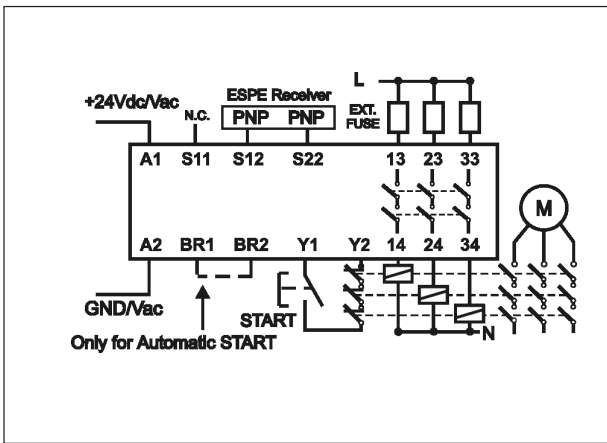 L
+24Vdc/Vac
ESPE Receiver
N.C.
PNP PNP
EXT.
FUSE
A1 S11 S12 S22 13 23 33
M
A2 BR1 BR2 Y1 Y2 14 24 34
GND/Vac
START
N
Only for Automatic START